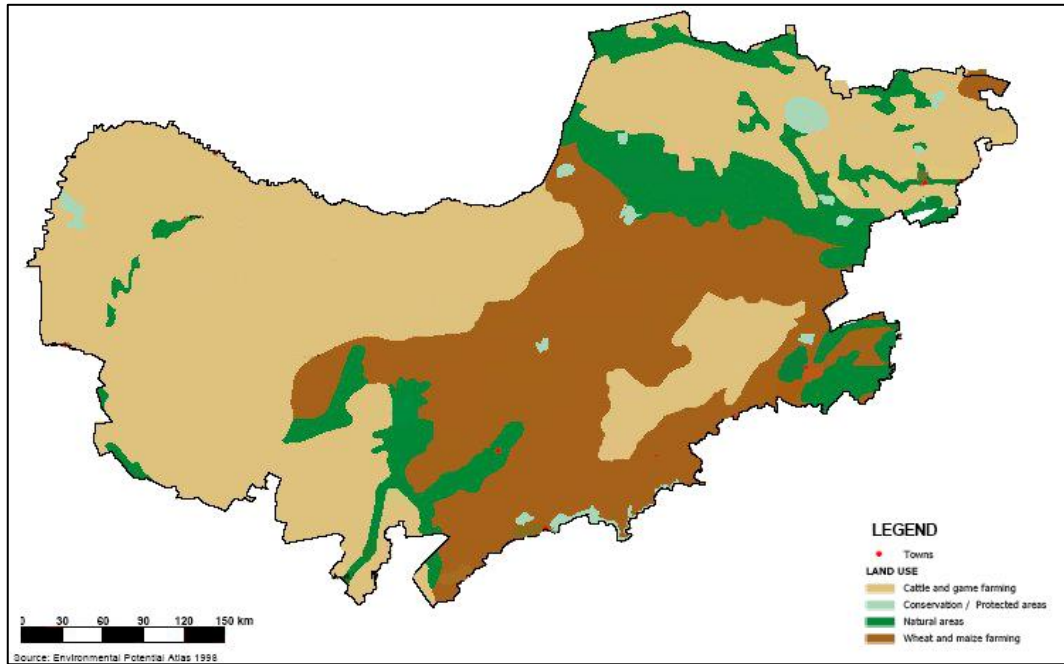 LEGEND
Towns
LAND USE
Cattle and game farming
Conservation / Protected areas
Natural areas
Wheat and maize farming
0 30 60 90 120 150 km
Source: Environmental Potential Atlas 1998